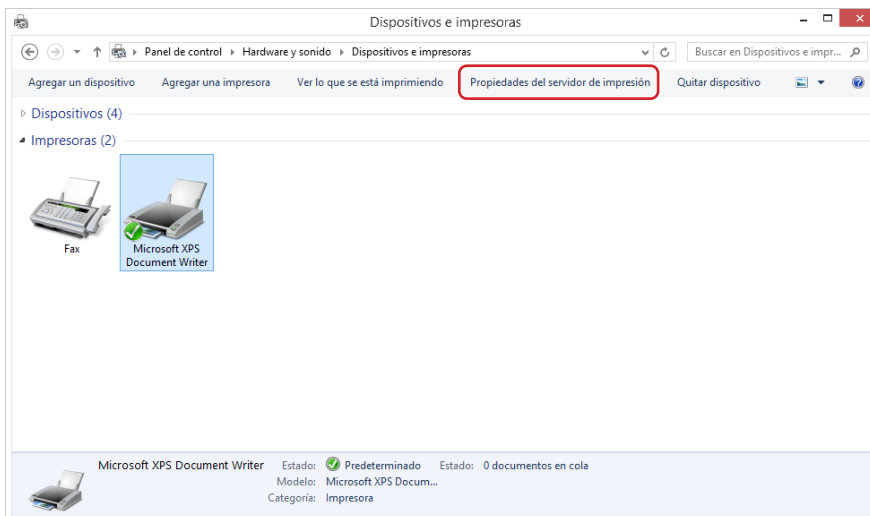 Dispositivos e impresoras
Panel de control Hardware y sonido Dispositivos e impresoras Buscar en Dispositivos e impr...
Agregar un dispositivo Agregar una impresora Ver lo que se está imprimiendo Propiedades del servidor de impresión Quitar dispositivo
Dispositivos (4)
Impresoras (2)
Fax
Microsoft XPS
Document Writer
Microsoft XPS Document Writer Estado: Predeterminado Estado: 0 documentos en cola
Modelo: Microsoft XPS Docum...
Categoría: Impresora